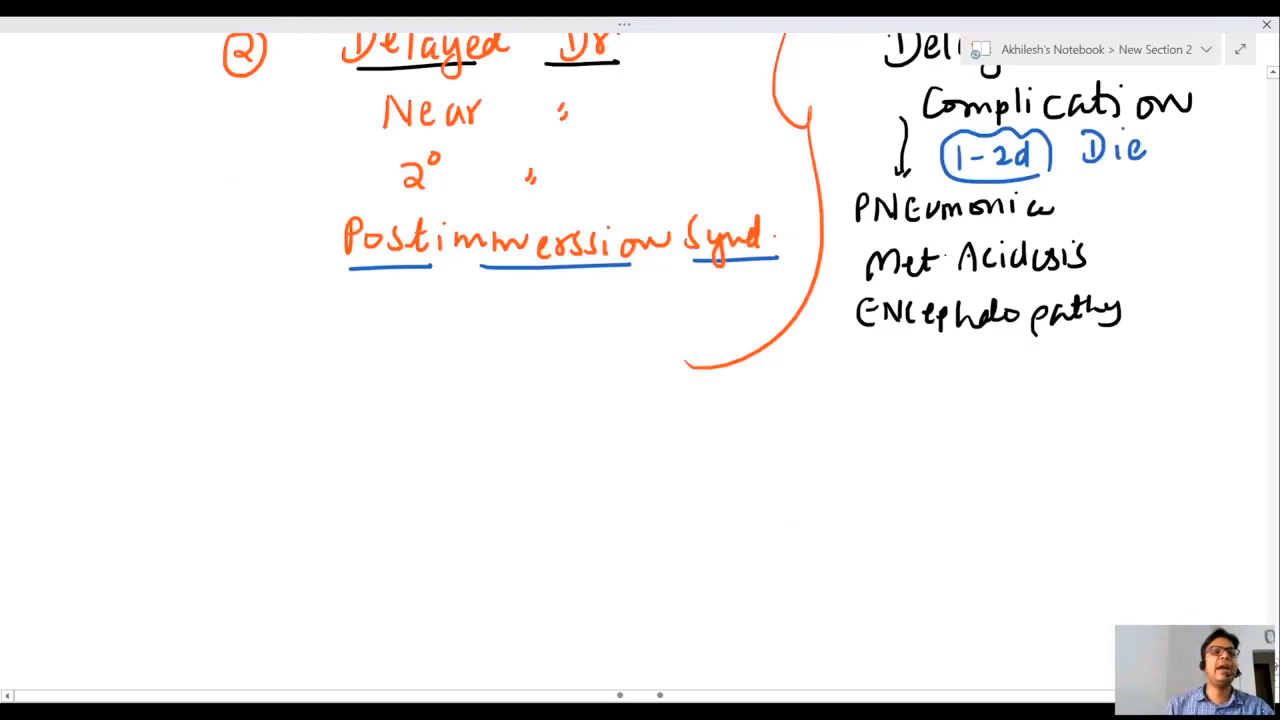 Akhilesh's Notebook > New Section 2
② Delayed Dr.
Near "
2° "
Postimmerssion Synd.
Complication
1-2d Die
PNEumonia
Met Acidosis
ENcephalopathy